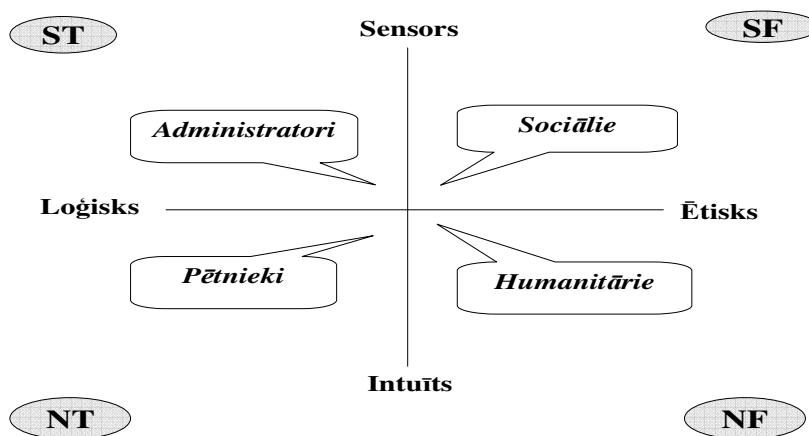 ST
Sensors
SF
Administratori
Sociālie
Loģisks
Ētisks
Pētnieki
Humanitārie
Intuīts
NT
NF